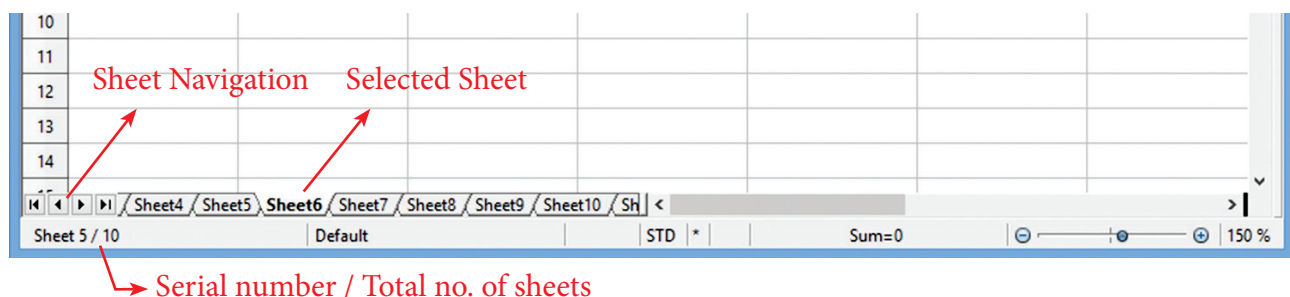 10
11
Sheet Navigation Selected Sheet
12
13
14
Sheet4 Sheet5 Sheet6 Sheet7 Sheet8 Sheet9 Sheet10 Sh
Sheet 5 / 10 Default STD * Sum=0 150 %
Serial number / Total no. of sheets